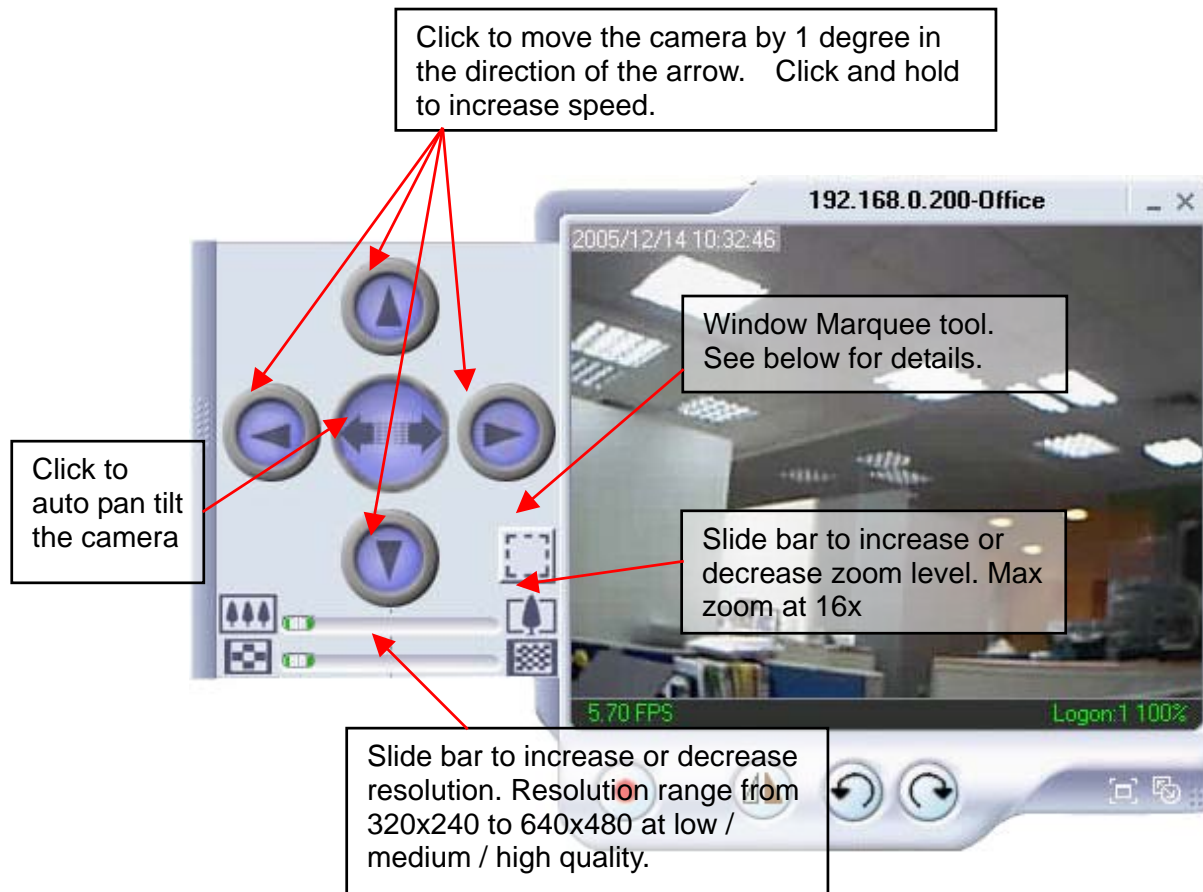 Click to move the camera by 1 degree in
the direction of the arrow. Click and hold
to increase speed.
192.168.0.200-Office
2005/12/14 10:32:46
Window Marquee tool.
See below for details.
Click to
auto pan tilt
the camera
Slide bar to increase or
decrease zoom level. Max
zoom at 16x
5.70 FPS
Logon:1 100%
Slide bar to increase or decrease
resolution. Resolution range from
320x240 to 640x480 at low /
medium / high quality.